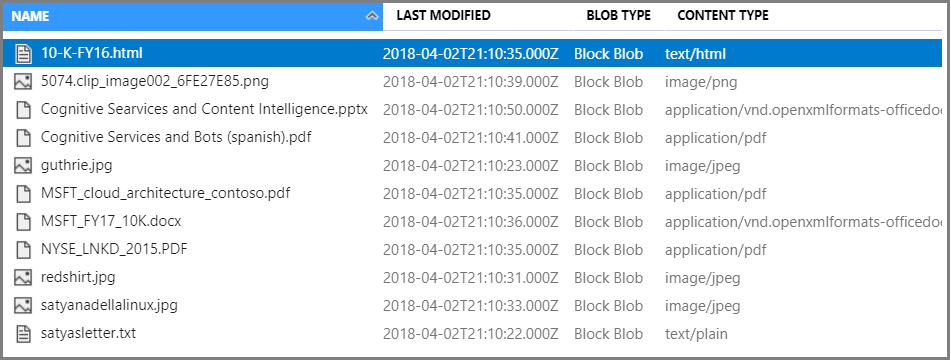 NAME LAST MODIFIED BLOB TYPE CONTENT TYPE
10-K-FY16.html 2018-04-02T21:10:35.000Z Block Blob text/html
5074.clip_image002_6FE27E85.png 2018-04-02T21:10:39.000Z Block Blob image/png
Cognitive Searvices and Content Intelligence.pptx 2018-04-02T21:10:50.000Z Block Blob application/vnd.openxmlformats-officedoc
Cognitive Services and Bots (spanish).pdf 2018-04-02T21:10:41.000Z Block Blob application/pdf
guthrie.jpg 2018-04-02T21:10:23.000Z Block Blob image/jpeg
MSFT_cloud_architecture_contoso.pdf 2018-04-02T21:10:35.000Z Block Blob application/pdf
MSFT_FY17_10K.docx 2018-04-02T21:10:36.000Z Block Blob application/vnd.openxmlformats-officedoc
NYSE_LNKD_2015.PDF 2018-04-02T21:10:35.000Z Block Blob application/pdf
redshirt.jpg 2018-04-02T21:10:31.000Z Block Blob image/jpeg
satyanadellalinux.jpg 2018-04-02T21:10:33.000Z Block Blob image/jpeg
satyasletter.txt 2018-04-02T21:10:22.000Z Block Blob text/plain